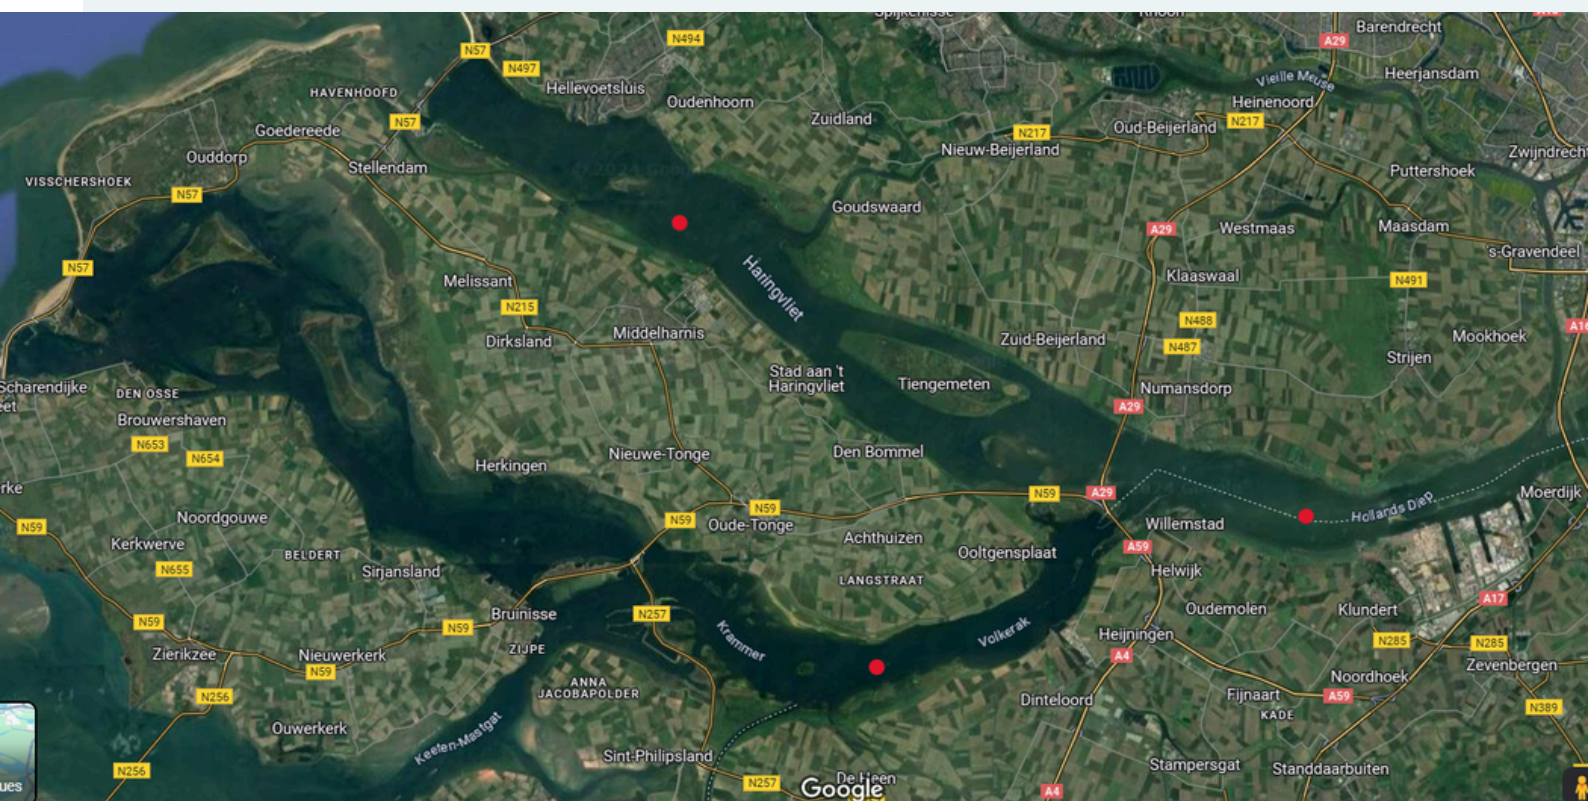 Spijkenisse
Rhoon
Barendrecht
A29
N57
N494
N497
Hellevoetsluis
Oudenhoorn
Vieille Meuse
Heerjansdam
HAVENHOOFD
Heinenoord
N57
Zuidland
N217
Oud-Beijerland
N217
Goedereede
Ouddorp
Stellendam
Nieuw-Beijerland
Zwijndrecht
Puttershoek
VISSCHERSHOEK
N57
Goudswaard
A29
Westmaas
Maasdam
's-Gravendeel
N57
Haringvliet
Klaaswaal
N491
Melissant
N215
N488
A16
Middelharnis
Dirksland
Zuid-Beijerland
N487
Mookhoek
Strijen
Stad aan 't
Haringvliet
Tiengemeten
Numansdorp
Scharendijke
DEN OSSE
A29
Brouwershaven
N653
N654
Herkingen
Nieuwe-Tonge
Den Bommel
N59
A29
Moerdijk
Hollands Diep
N59
Noordgouwe
N59
N59
Oude-Tonge
Achthuizen
Willemstad
Kerkwerve
BELDERT
Ooltgensplaat
A59
N655
Sirjansland
LANGSTRAAT
Helwijk
Bruinisse
N257
Oudemolen
Klundert
A17
N59
N59
Krammer
Volkerak
Heijningen
N285
N285
Zierikzee
Nieuwerkerk
ZIJPE
A4
Zevenbergen
N59
ANNA
JACOBAPOLDER
Noordhoek
N256
Dinteloord
Fijnaart
A59
N389
KADE
Ouwerkerk
Keeten-Mastgat
Sint-Philipsland
Stampersgat
Standdaarbuiten
N256
N257
De Heen
Google
A4